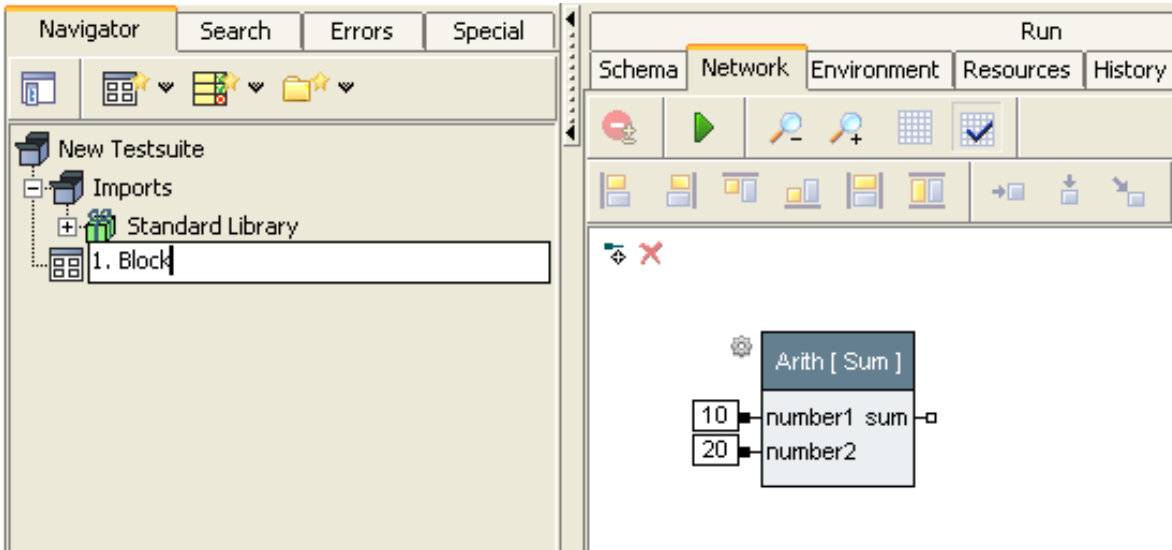 Navigator Search Errors Special
New Testsuite
Imports
Standard Library
1. Block
Run
Schema Network Environment Resources History
Arith [ Sum ]
10 number1 sum
20 number2